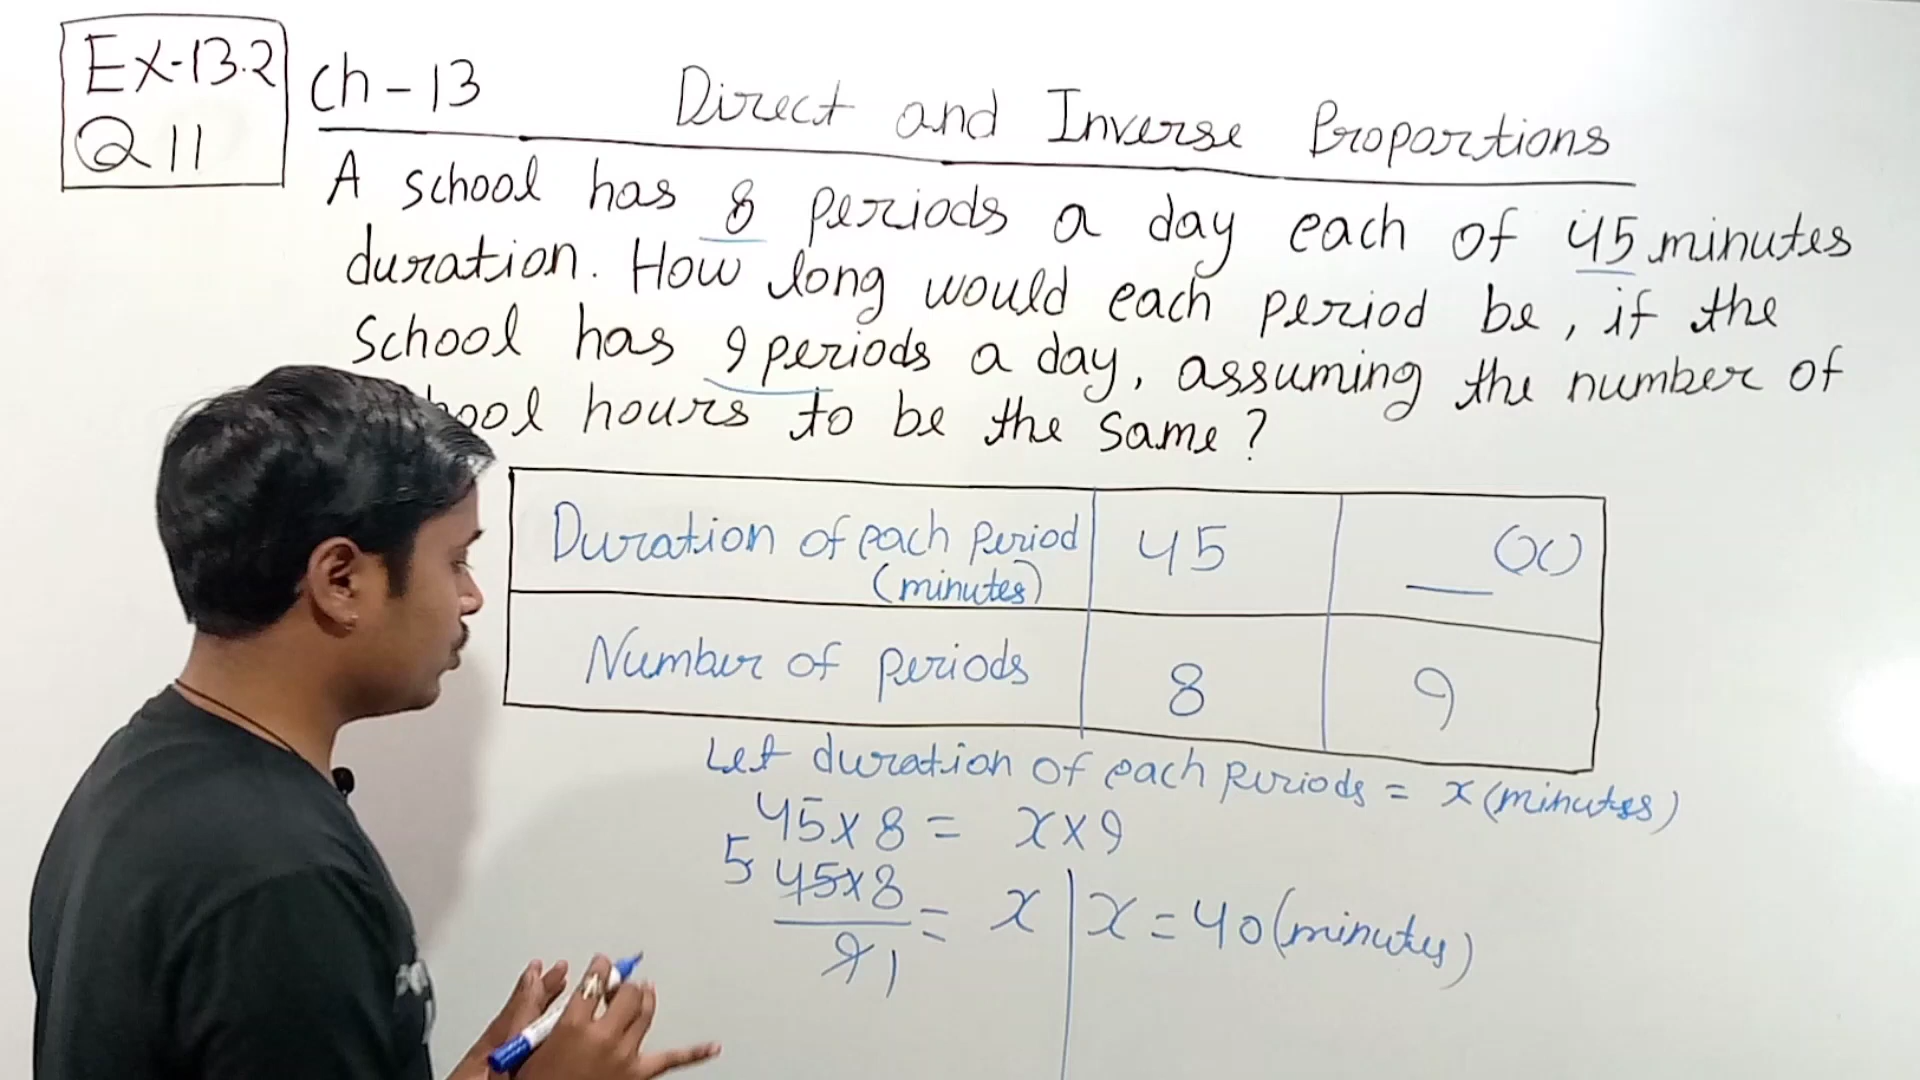 Ex-13.2
Q 11
Ch - 13 Direct and Inverse Proportions
A school has 8 periods a day each of 45 minutes
duration. How long would each period be, if the
School has 9 periods a day, assuming the number of
hours to be the same?
Duration of each period 45 __(x)
(minutes)
Number of periods 8 9
Let duration of each periods = x (minutes)
45 x 8 = x x 9
5 45 x 8
= x | x = 40 (minutes)
9 1